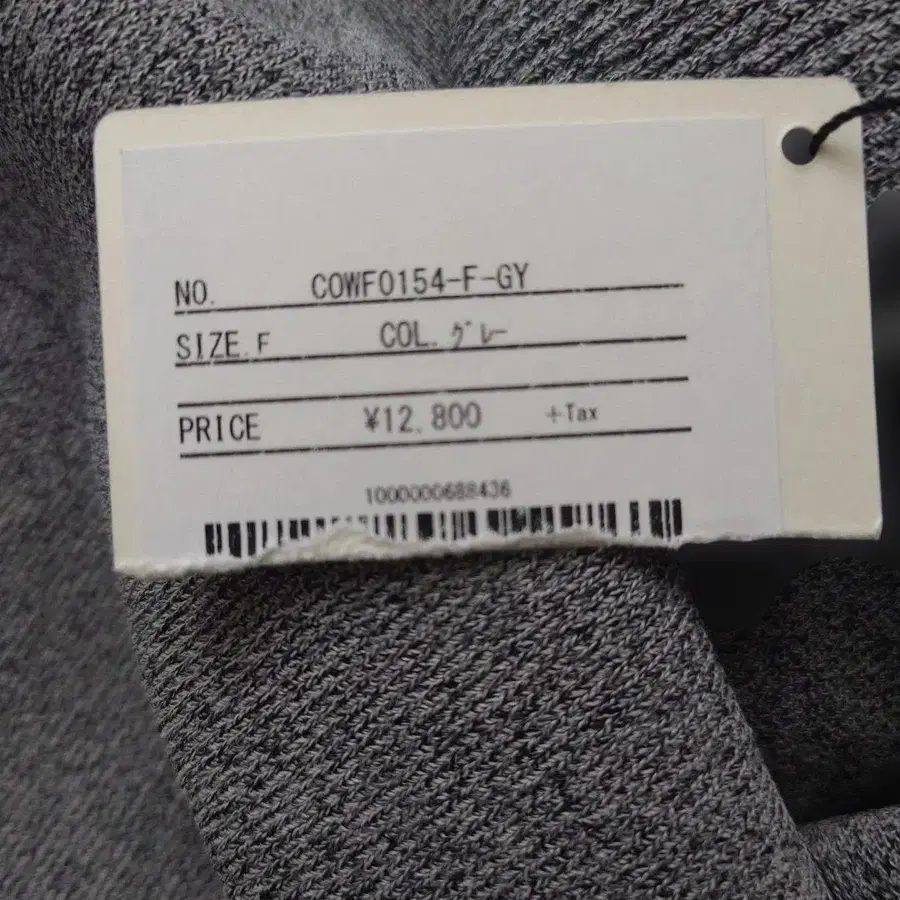 NO. COWF0154-F-GY
SIZE.F COL.グレー
PRICE ¥12,800 +Tax
1000000688436